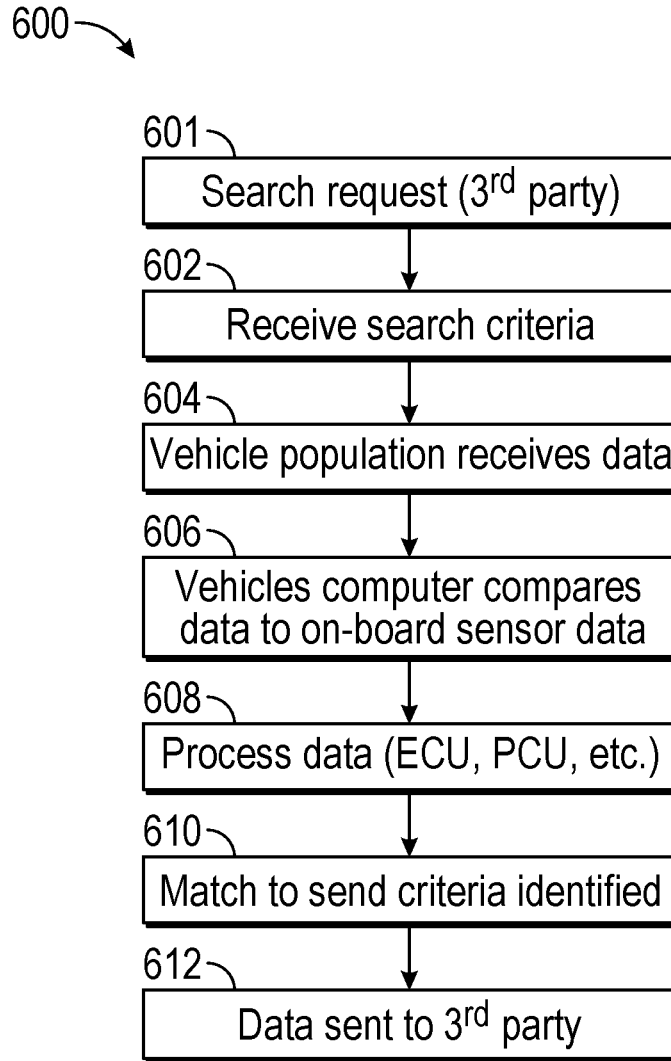 600
601
Search request (3rd party)
602
Receive search criteria
604
Vehicle population receives data
606
Vehicles computer compares
data to on-board sensor data
608
Process data (ECU, PCU, etc.)
610
Match to send criteria identified
612
Data sent to 3rd party